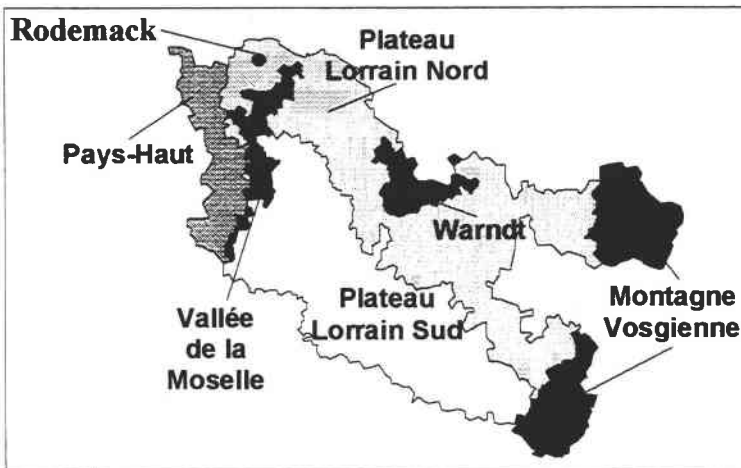 Rodemack
Plateau
Lorrain Nord
Pays-Haut
Warndt
Vallée
de la
Moselle
Plateau
Lorrain Sud
Montagne
Vosgienne